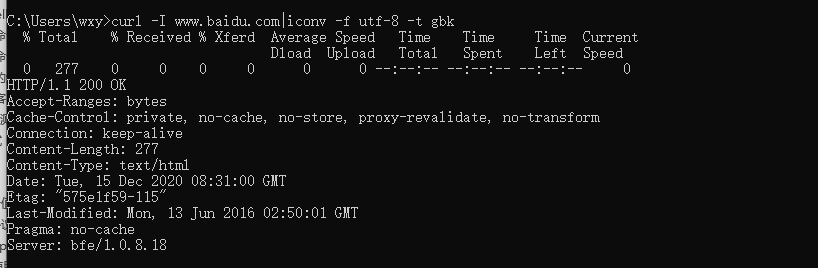 C:\Users\wxy>curl -I www.baidu.com|iconv -f utf-8 -t gbk
  % Total    % Received % Xferd  Average Speed   Time    Time     Time  Current
                                 Dload  Upload   Total   Spent    Left  Speed
  0   277    0     0    0     0      0      0 --:--:-- --:--:-- --:--:--     0
HTTP/1.1 200 OK
Accept-Ranges: bytes
Cache-Control: private, no-cache, no-store, proxy-revalidate, no-transform
Connection: keep-alive
Content-Length: 277
Content-Type: text/html
Date: Tue, 15 Dec 2020 08:31:00 GMT
Etag: "575e1f59-115"
Last-Modified: Mon, 13 Jun 2016 02:50:01 GMT
Pragma: no-cache
Server: bfe/1.0.8.18